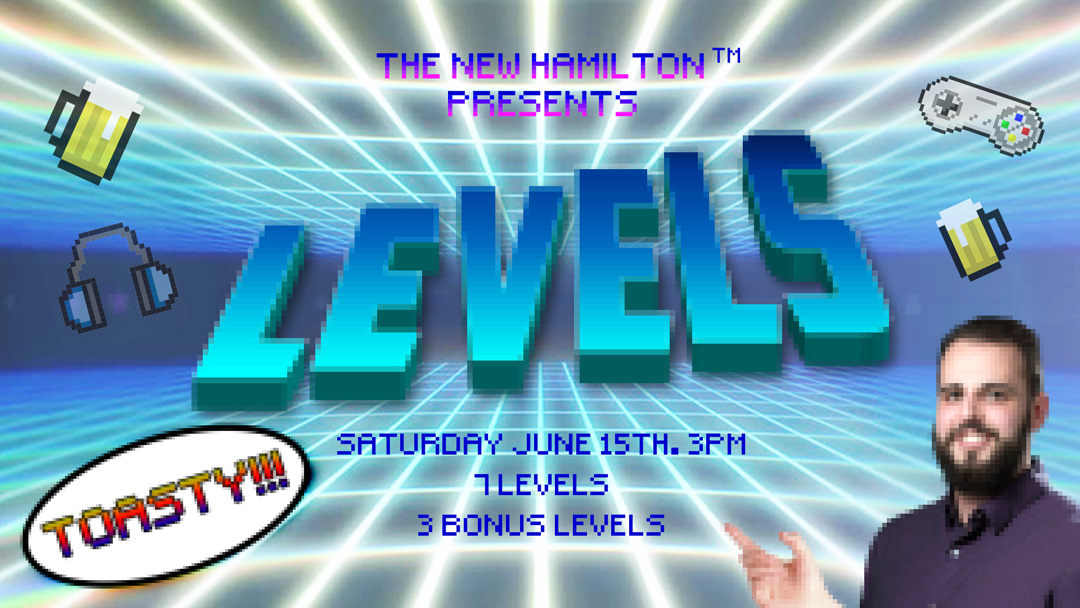 THE NEW HAMILTON™
PRESENTS
LEVELS
SATURDAY JUNE 15TH. 3PM
7 LEVELS
3 BONUS LEVELS
TOASTY!!!